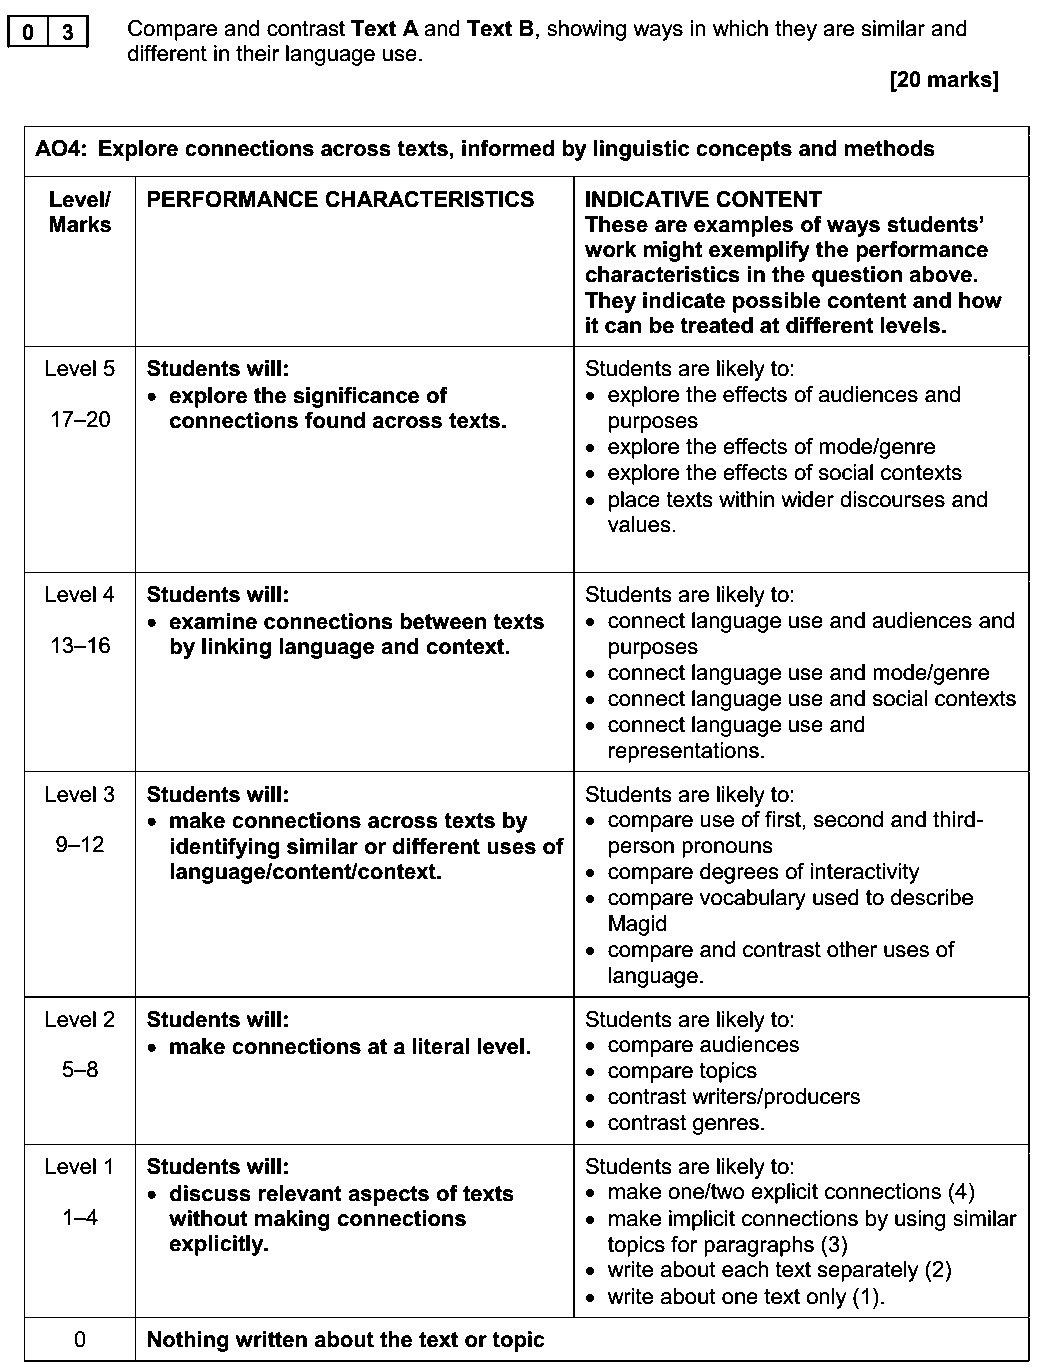 0 3 Compare and contrast Text A and Text B, showing ways in which they are similar and
different in their language use.
[20 marks]
AO4: Explore connections across texts, informed by linguistic concepts and methods
Level/
Marks
PERFORMANCE CHARACTERISTICS
INDICATIVE CONTENT
These are examples of ways students'
work might exemplify the performance
characteristics in the question above.
They indicate possible content and how
it can be treated at different levels.
Level 5
17–20
Students will:
• explore the significance of
connections found across texts.
Students are likely to:
• explore the effects of audiences and
purposes
• explore the effects of mode/genre
• explore the effects of social contexts
• place texts within wider discourses and
values.
Level 4
13–16
Students will:
• examine connections between texts
by linking language and context.
Students are likely to:
• connect language use and audiences and
purposes
• connect language use and mode/genre
• connect language use and social contexts
• connect language use and
representations.
Level 3
9–12
Students will:
• make connections across texts by
identifying similar or different uses of
language/content/context.
Students are likely to:
• compare use of first, second and third-
person pronouns
• compare degrees of interactivity
• compare vocabulary used to describe
Magid
• compare and contrast other uses of
language.
Level 2
5–8
Students will:
• make connections at a literal level.
Students are likely to:
• compare audiences
• compare topics
• contrast writers/producers
• contrast genres.
Level 1
1–4
Students will:
• discuss relevant aspects of texts
without making connections
explicitly.
Students are likely to:
• make one/two explicit connections (4)
• make implicit connections by using similar
topics for paragraphs (3)
• write about each text separately (2)
• write about one text only (1).
0
Nothing written about the text or topic